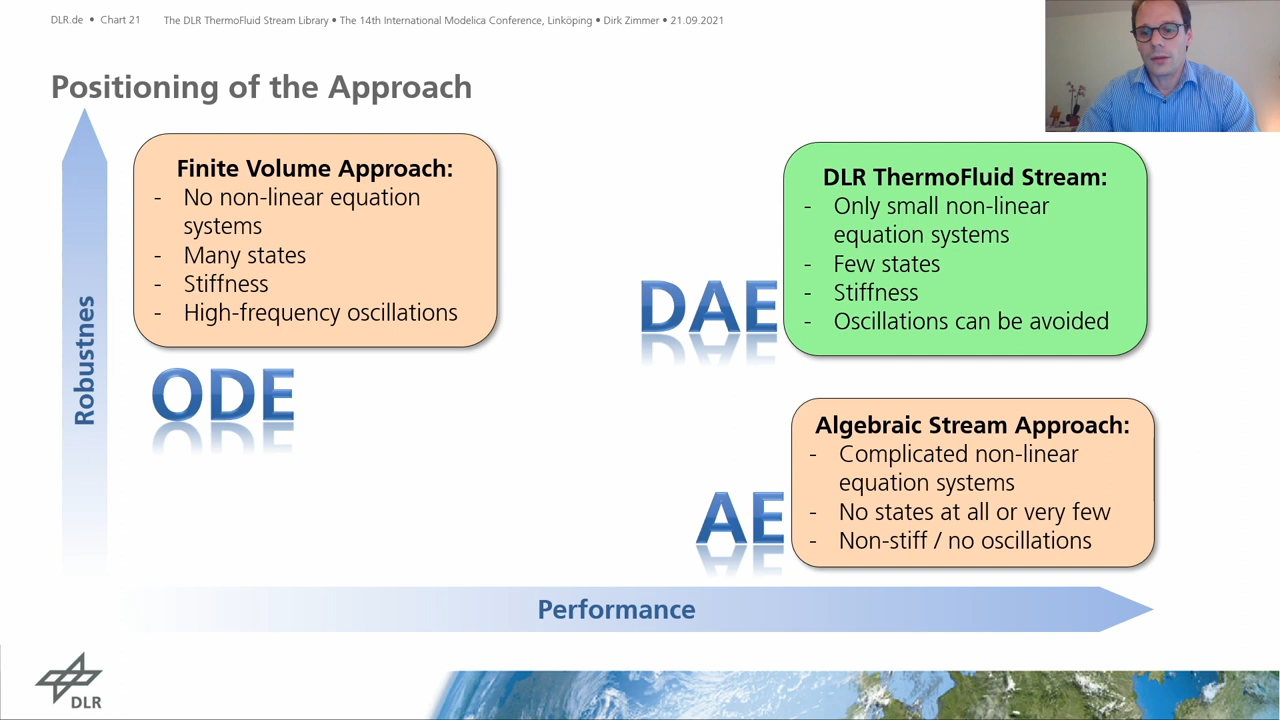 DLR.de • Chart 21 The DLR ThermoFluid Stream Library • The 14th International Modelica Conference, Linköping • Dirk Zimmer • 21.09.2021
Positioning of the Approach
Robustnes
Finite Volume Approach:
- No non-linear equation
systems
- Many states
- Stiffness
- High-frequency oscillations
ODE
DLR ThermoFluid Stream:
- Only small non-linear
equation systems
- Few states
- Stiffness
- Oscillations can be avoided
DAE
Algebraic Stream Approach:
- Complicated non-linear
equation systems
- No states at all or very few
- Non-stiff / no oscillations
AE
Performance
DLR